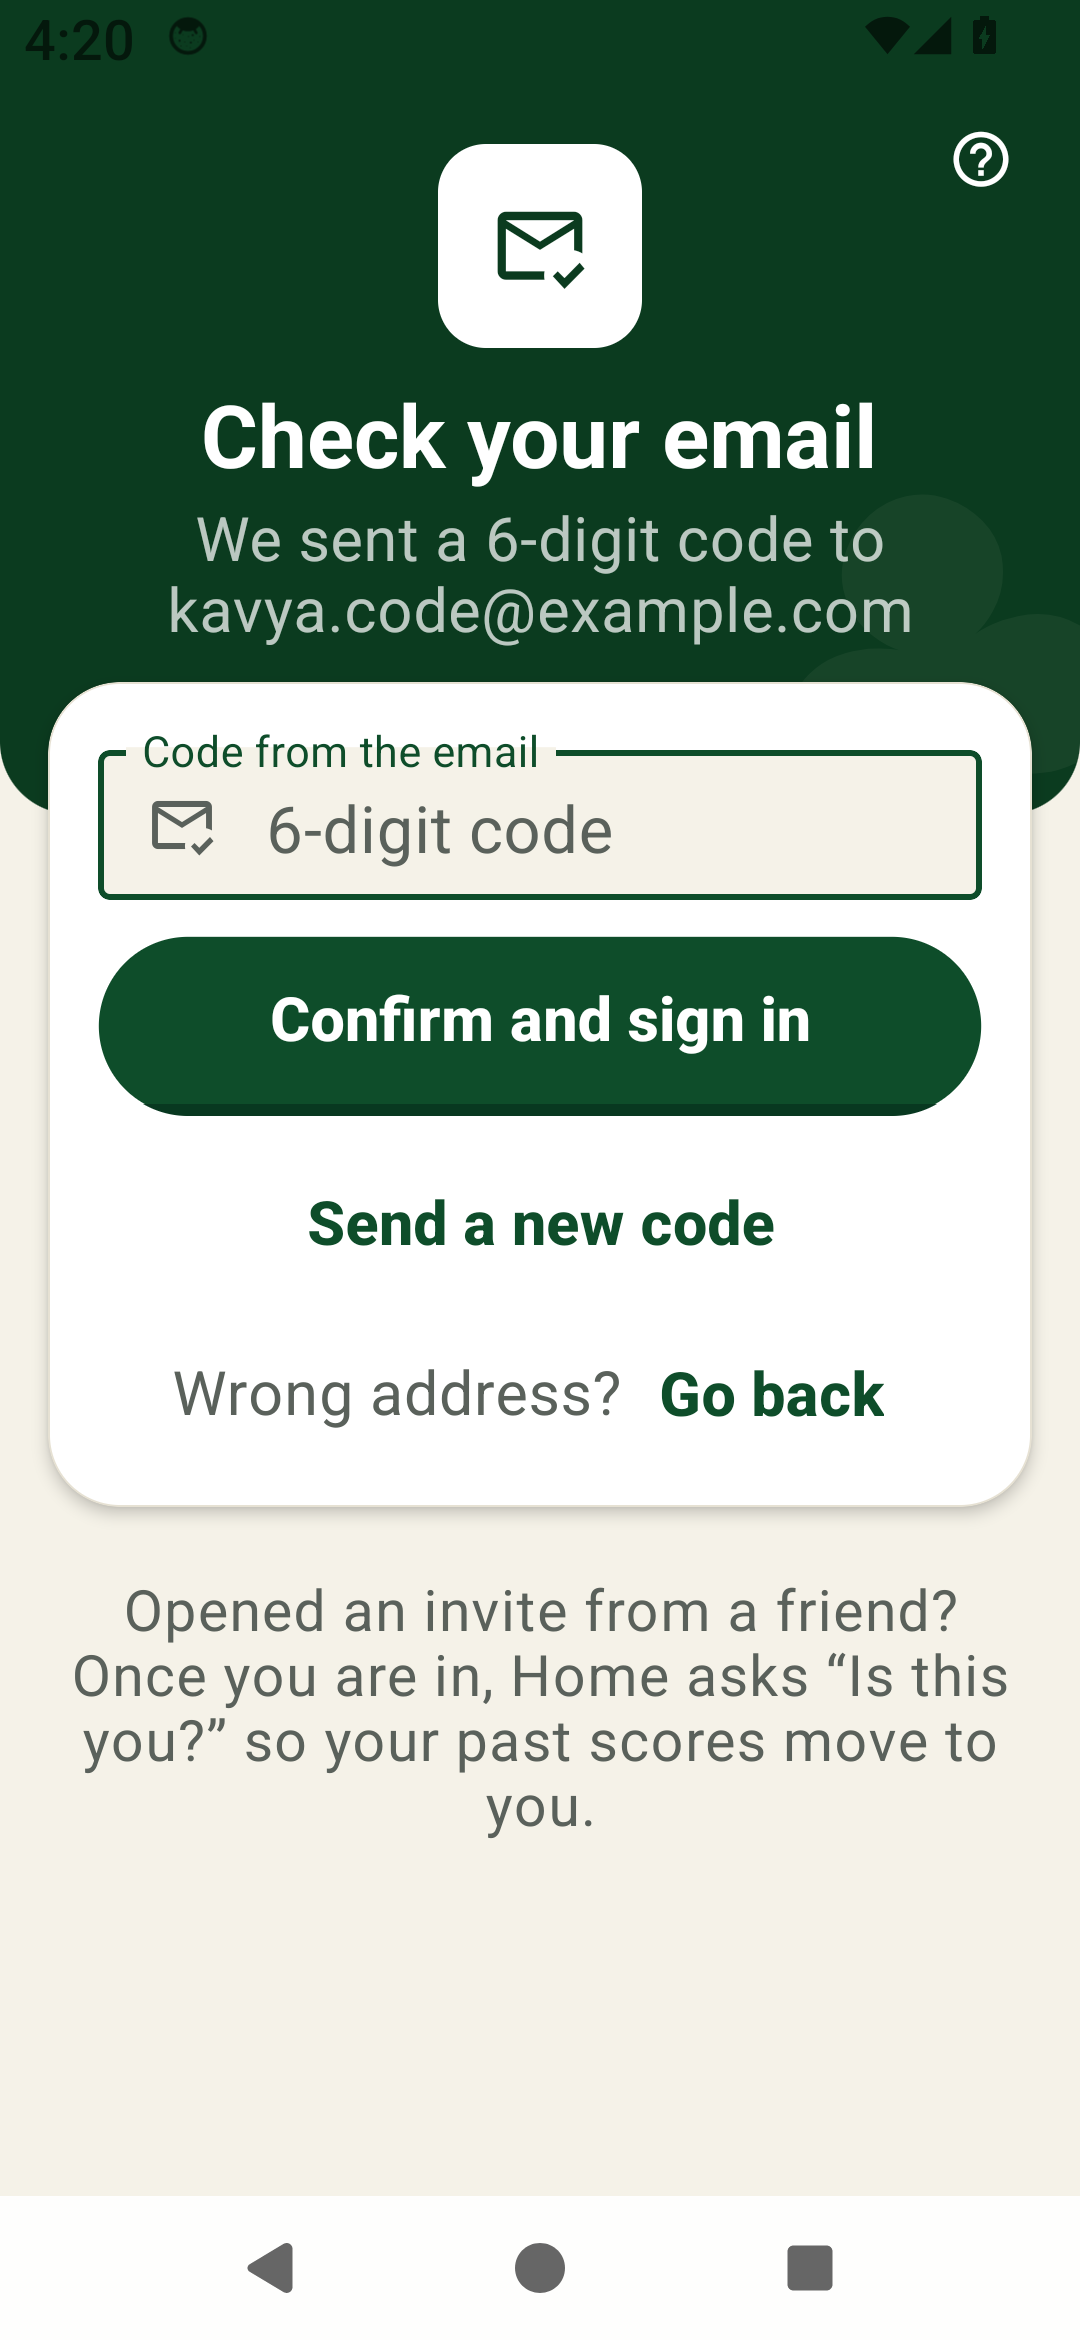 4:20
Check your email
We sent a 6-digit code to
kavya.code@example.com
Code from the email
6-digit code
Confirm and sign in
Send a new code
Wrong address? Go back
Opened an invite from a friend?
Once you are in, Home asks “Is this
you?” so your past scores move to
you.